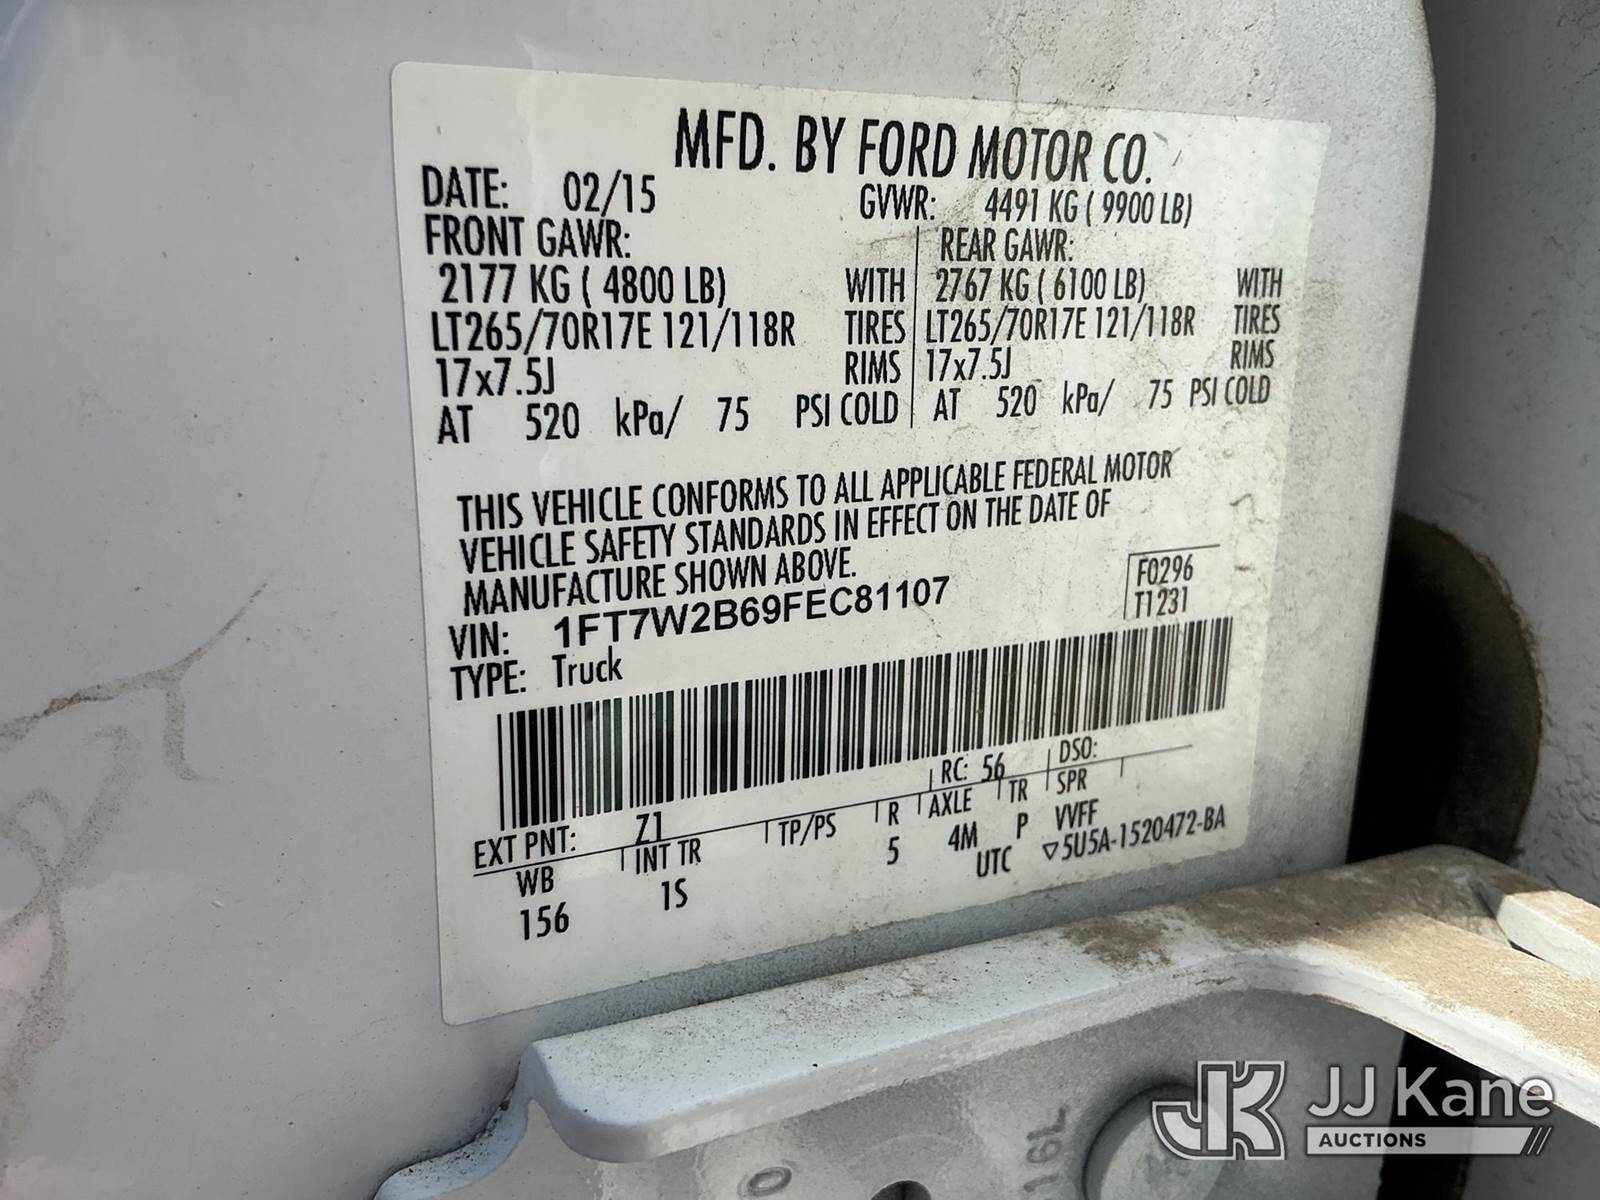 MFD. BY FORD MOTOR CO.
DATE: 02/15 GVWR: 4491 KG ( 9900 LB)
FRONT GAWR: REAR GAWR:
2177 KG ( 4800 LB) WITH 2767 KG ( 6100 LB) WITH
LT265/70R17E 121/118R TIRES LT265/70R17E 121/118R TIRES
17x7.5J RIMS 17x7.5J RIMS
AT 520 kPa/ 75 PSI COLD AT 520 kPa/ 75 PSI COLD
THIS VEHICLE CONFORMS TO ALL APPLICABLE FEDERAL MOTOR
VEHICLE SAFETY STANDARDS IN EFFECT ON THE DATE OF
MANUFACTURE SHOWN ABOVE.
F0296
T1231
VIN: 1FT7W2B69FEC81107
TYPE: Truck
EXT PNT: Z1 RC: 56 DSO:
WB INT TR TP/PS R AXLE TR SPR
156 1S 5 4M P VVFF
UTC ▽5U5A-1520472-BA
16L
JK JJ Kane
AUCTIONS